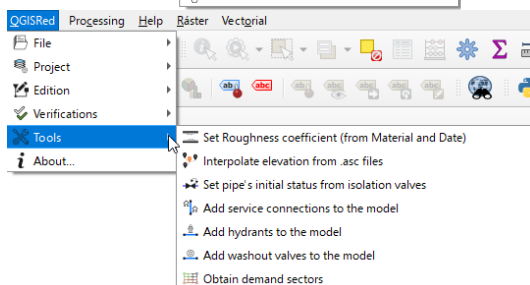 QGISRed Processing Help Ráster Vectorial
File
Project
Edition
Verifications
Tools
About...
abc
Set Roughness coefficient (from Material and Date)
Interpolate elevation from .asc files
Set pipe's initial status from isolation valves
Add service connections to the model
Add hydrants to the model
Add washout valves to the model
Obtain demand sectors